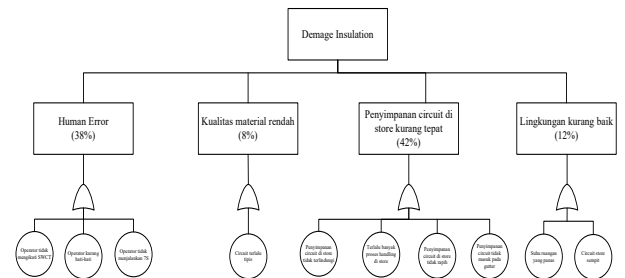 Demage Insulation
Human Error
(38%)
Kualitas material rendah
(8%)
Penyimpanan circuit di
store kurang tepat
(42%)
Lingkungan kurang baik
(12%)
Operator tidak
mengikuti SWCT
Operator kurang
hati-hati
Operator tidak
menjalankan 7S
Circuit terlalu
tipis
Penyimpanan
circuit di store
tidak terlindungi
Terlalu banyak
proses handling
di store
Penyimpanan
circuit di store
tidak rapih
Penyimpanan
circuit tidak
masuk pada
gutter
Suhu ruangan
yang panas
Circuit store
sempit